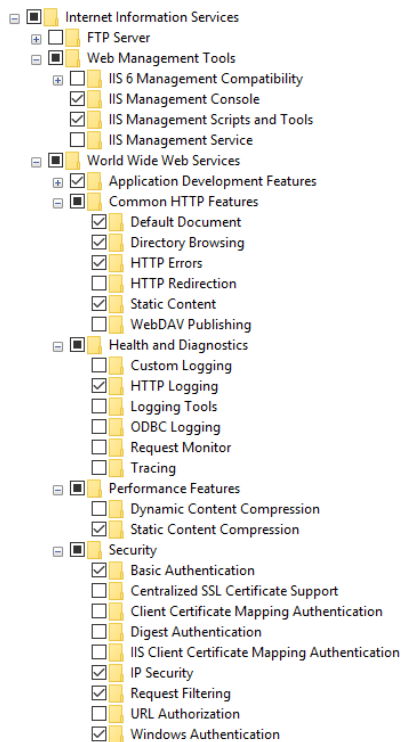 Internet Information Services
FTP Server
Web Management Tools
IIS 6 Management Compatibility
IIS Management Console
IIS Management Scripts and Tools
IIS Management Service
World Wide Web Services
Application Development Features
Common HTTP Features
Default Document
Directory Browsing
HTTP Errors
HTTP Redirection
Static Content
WebDAV Publishing
Health and Diagnostics
Custom Logging
HTTP Logging
Logging Tools
ODBC Logging
Request Monitor
Tracing
Performance Features
Dynamic Content Compression
Static Content Compression
Security
Basic Authentication
Centralized SSL Certificate Support
Client Certificate Mapping Authentication
Digest Authentication
IIS Client Certificate Mapping Authentication
IP Security
Request Filtering
URL Authorization
Windows Authentication